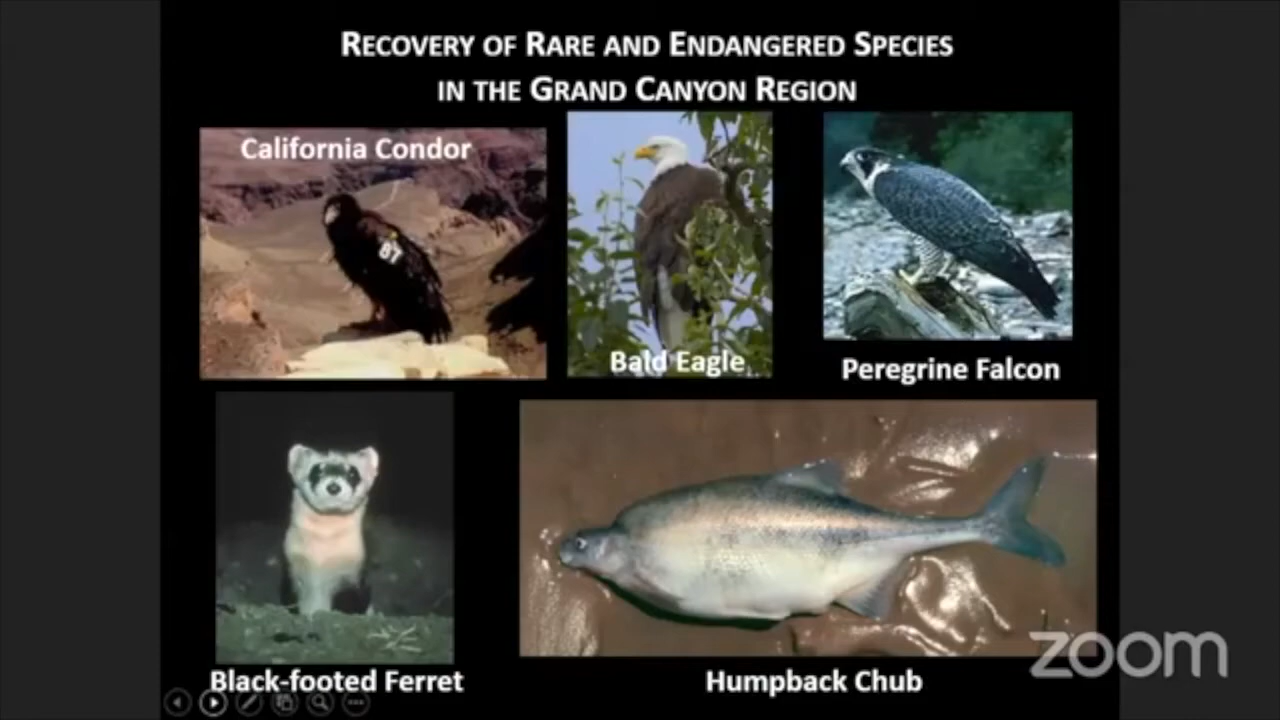 RECOVERY OF RARE AND ENDANGERED SPECIES
IN THE GRAND CANYON REGION
California Condor
87
Bald Eagle
Peregrine Falcon
Black-footed Ferret
Humpback Chub
zoom